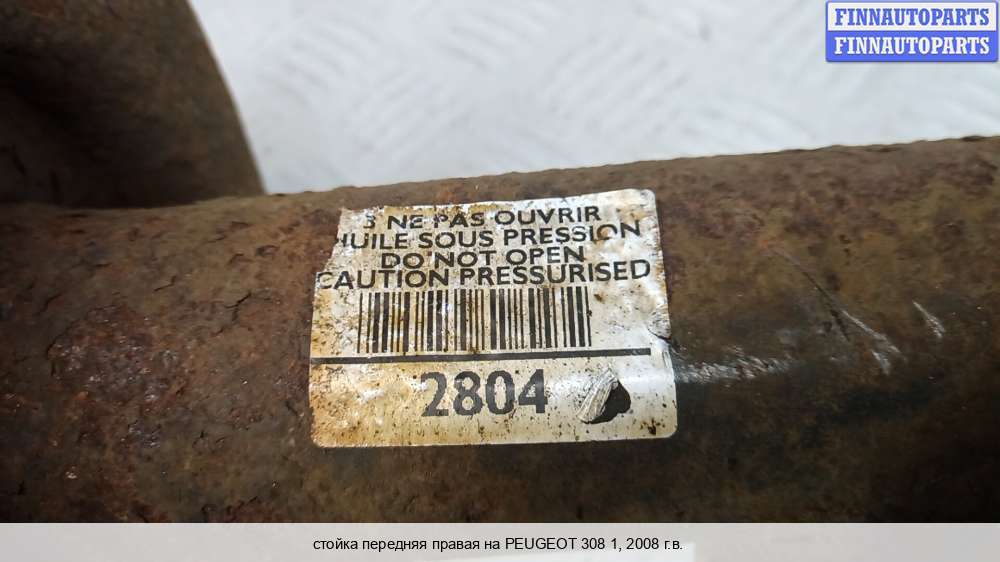 FINNAUTOPARTS
FINNAUTOPARTS
3 NE PAS OUVRIR
HUILE SOUS PRESSION
DO NOT OPEN
CAUTION PRESSURISED
2804
стойка передняя правая на PEUGEOT 308 1, 2008 г.в.